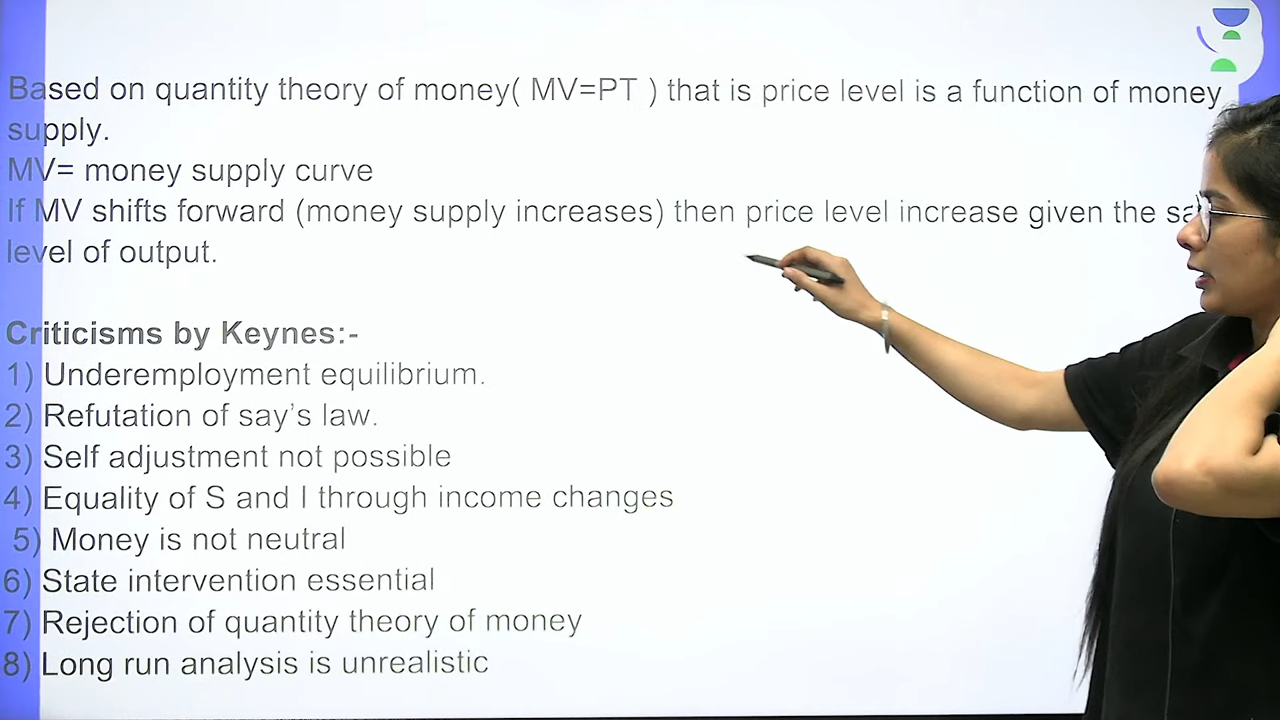 Based on quantity theory of money( MV=PT ) that is price level is a function of money
supply.
MV= money supply curve
If MV shifts forward (money supply increases) then price level increase given the
level of output.
Criticisms by Keynes:-
1) Underemployment equilibrium.
2) Refutation of say's law.
3) Self adjustment not possible
4) Equality of S and I through income changes
5) Money is not neutral
6) State intervention essential
7) Rejection of quantity theory of money
8) Long run analysis is unrealistic